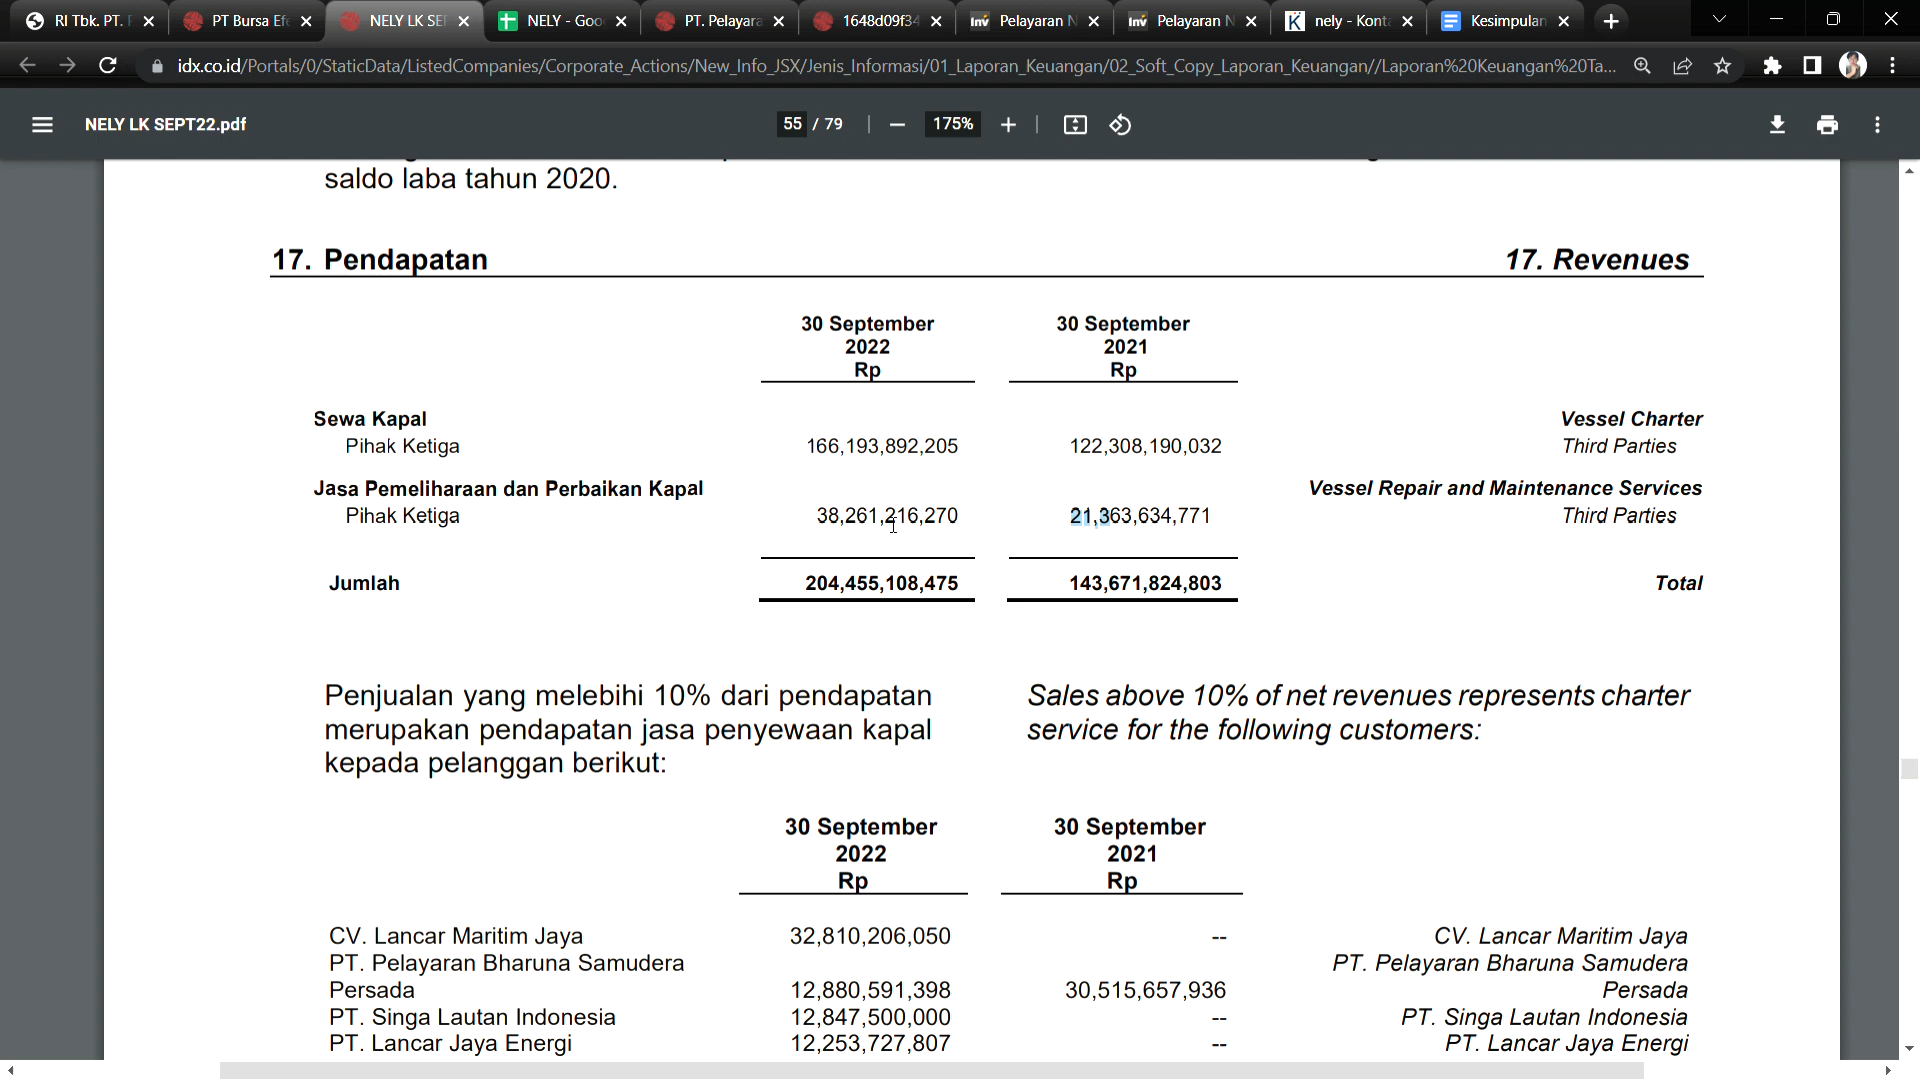 RI Tbk. PT. P
PT Bursa Efe
NELY LK SEP
NELY - Goo
PT. Pelayara
1648d09f34
Pelayaran N
Pelayaran N
nely - Konta
Kesimpulan
idx.co.id/Portals/0/StaticData/ListedCompanies/Corporate_Actions/New_Info_JSX/Jenis_Informasi/01_Laporan_Keuangan/02_Soft_Copy_Laporan_Keuangan//Laporan%20Keuangan%20Ta...
NELY LK SEPT22.pdf
55 / 79
175%
saldo laba tahun 2020.
17. Pendapatan 17. Revenues
30 September 30 September
2022 2021
Rp Rp
Sewa Kapal Vessel Charter
Pihak Ketiga 166,193,892,205 122,308,190,032 Third Parties
Jasa Pemeliharaan dan Perbaikan Kapal Vessel Repair and Maintenance Services
Pihak Ketiga 38,261,216,270 21,363,634,771 Third Parties
Jumlah 204,455,108,475 143,671,824,803 Total
Penjualan yang melebihi 10% dari pendapatan
merupakan pendapatan jasa penyewaan kapal
kepada pelanggan berikut:
Sales above 10% of net revenues represents charter
service for the following customers:
30 September 30 September
2022 2021
Rp Rp
CV. Lancar Maritim Jaya 32,810,206,050 -- CV. Lancar Maritim Jaya
PT. Pelayaran Bharuna Samudera PT. Pelayaran Bharuna Samudera
Persada 12,880,591,398 30,515,657,936 Persada
PT. Singa Lautan Indonesia 12,847,500,000 -- PT. Singa Lautan Indonesia
PT. Lancar Jaya Energi 12,253,727,807 -- PT. Lancar Jaya Energi